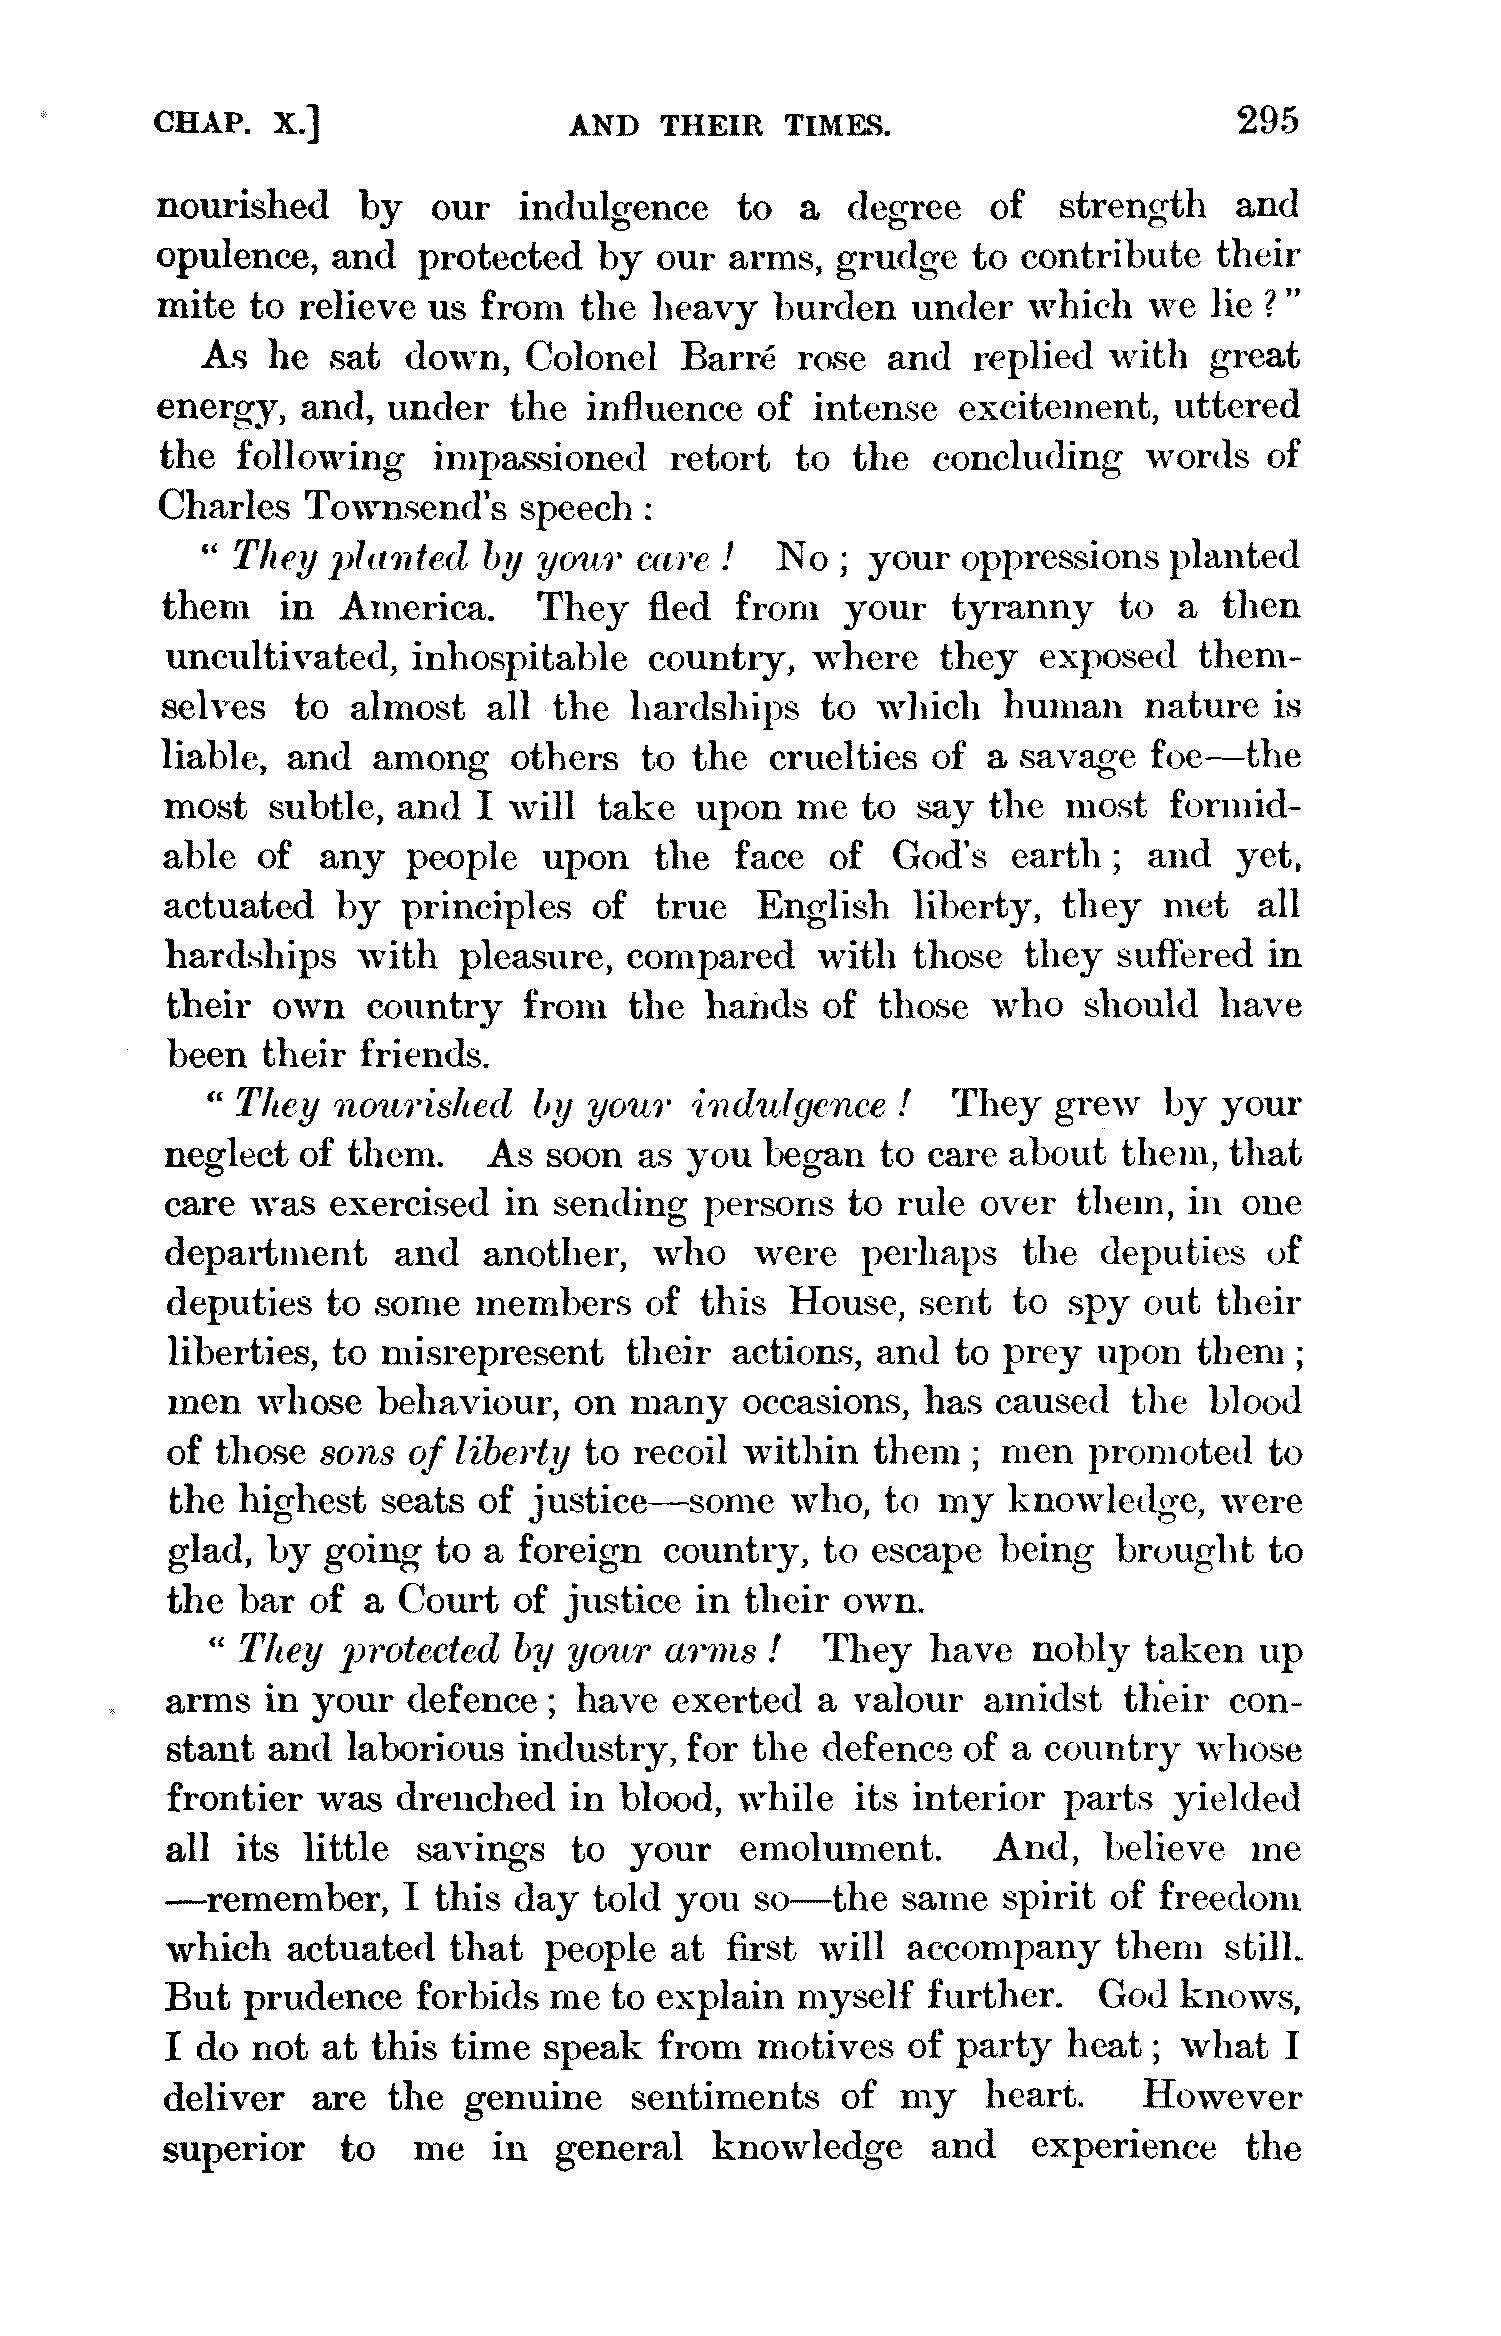 CHAP. X.] AND THEIR TIMES. 295
nourished by our indulgence to a degree of strength and
opulence, and protected by our arms, grudge to contribute their
mite to relieve us from the heavy burden under which we lie?"
As he sat down, Colonel Barré rose and replied with great
energy, and, under the influence of intense excitement, uttered
the following impassioned retort to the concluding words of
Charles Townsend's speech:
"They planted by your care! No; your oppressions planted
them in America. They fled from your tyranny to a then
uncultivated, inhospitable country, where they exposed them-
selves to almost all the hardships to which human nature is
liable, and among others to the cruelties of a savage foe—the
most subtle, and I will take upon me to say the most formid-
able of any people upon the face of God's earth; and yet,
actuated by principles of true English liberty, they met all
hardships with pleasure, compared with those they suffered in
their own country from the hands of those who should have
been their friends.
"They nourished by your indulgence! They grew by your
neglect of them. As soon as you began to care about them, that
care was exercised in sending persons to rule over them, in one
department and another, who were perhaps the deputies of
deputies to some members of this House, sent to spy out their
liberties, to misrepresent their actions, and to prey upon them;
men whose behaviour, on many occasions, has caused the blood
of those sons of liberty to recoil within them; men promoted to
the highest seats of justice—some who, to my knowledge, were
glad, by going to a foreign country, to escape being brought to
the bar of a Court of justice in their own.
"They protected by your arms! They have nobly taken up
arms in your defence; have exerted a valour amidst their con-
stant and laborious industry, for the defence of a country whose
frontier was drenched in blood, while its interior parts yielded
all its little savings to your emolument. And, believe me
—remember, I this day told you so—the same spirit of freedom
which actuated that people at first will accompany them still.
But prudence forbids me to explain myself further. God knows,
I do not at this time speak from motives of party heat; what I
deliver are the genuine sentiments of my heart. However
superior to me in general knowledge and experience the